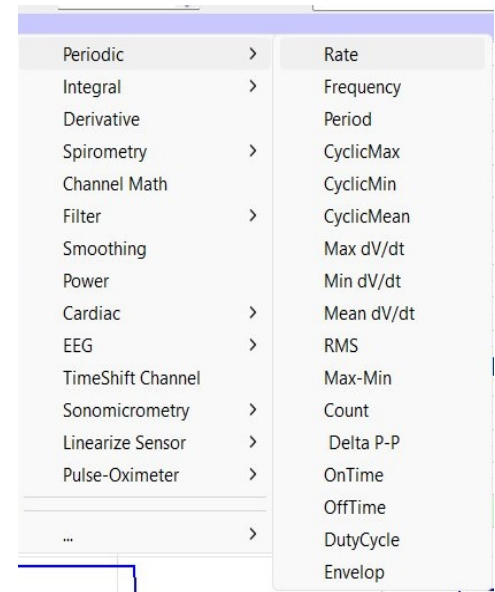 Periodic >
Integral >
Derivative
Spirometry >
Channel Math
Filter >
Smoothing
Power
Cardiac >
EEG >
TimeShift Channel
Sonomicrometry >
Linearize Sensor >
Pulse-Oximeter >
... >
Rate
Frequency
Period
CyclicMax
CyclicMin
CyclicMean
Max dV/dt
Min dV/dt
Mean dV/dt
RMS
Max-Min
Count
Delta P-P
OnTime
OffTime
DutyCycle
Envelop